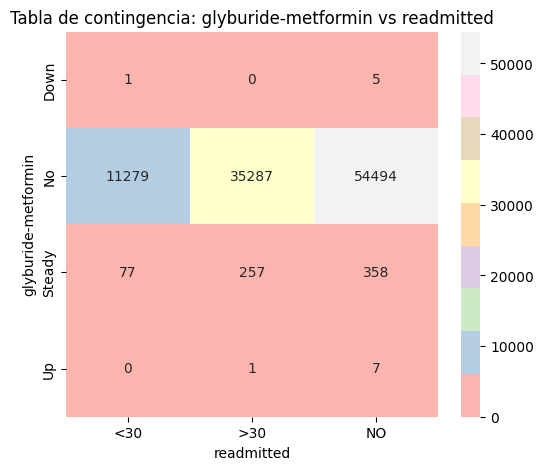 Tabla de contingencia: glyburide-metformin vs readmitted
glyburide-metformin
Down
1 0 5
No
11279 35287 54494
Steady
77 257 358
Up
0 1 7
<30 >30 NO
readmitted
50000
40000
30000
20000
10000
0